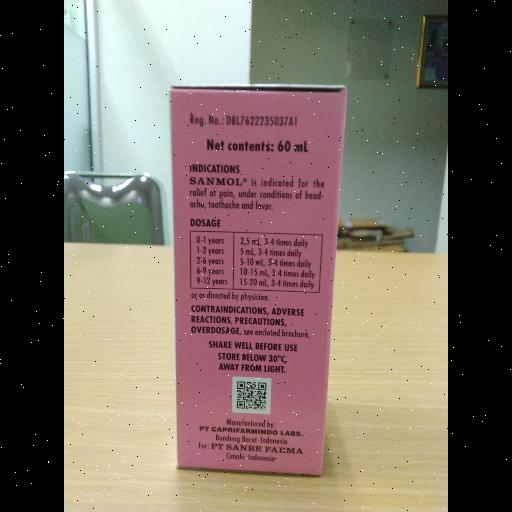 Reg. No.: DBL7622235037A1
Net contents: 60 mL
INDICATIONS
SANMOL® is indicated for the
relief of pain, under conditions of head-
ache, toothache and fever.
DOSAGE
0-1 years 2,5 mL, 3-4 times daily
1-2 years 5 mL, 3-4 times daily
2-6 years 5-10 mL, 3-4 times daily
6-9 years 10-15 mL, 3-4 times daily
9-12 years 15-20 mL, 3-4 times daily
or as directed by physician.
CONTRAINDICATIONS, ADVERSE
REACTIONS, PRECAUTIONS,
OVERDOSAGE, see enclosed brochure.
SHAKE WELL BEFORE USE
STORE BELOW 30°C,
AWAY FROM LIGHT.
Manufactured by:
PT CAPRIFARMINDO LABS.
Bandung Barat-Indonesia
For: PT SANBE FARMA
Cimahi-Indonesia